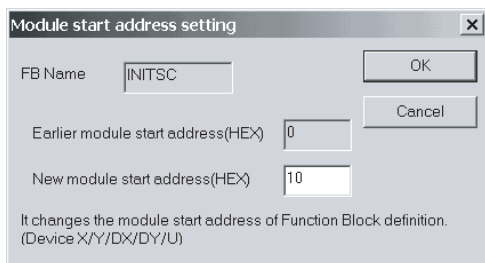 Module start address setting
FB Name INITSC
OK
Cancel
Earlier module start address(HEX) 0
New module start address(HEX) 10
It changes the module start address of Function Block definition.
(Device X/Y/DX/DY/U)